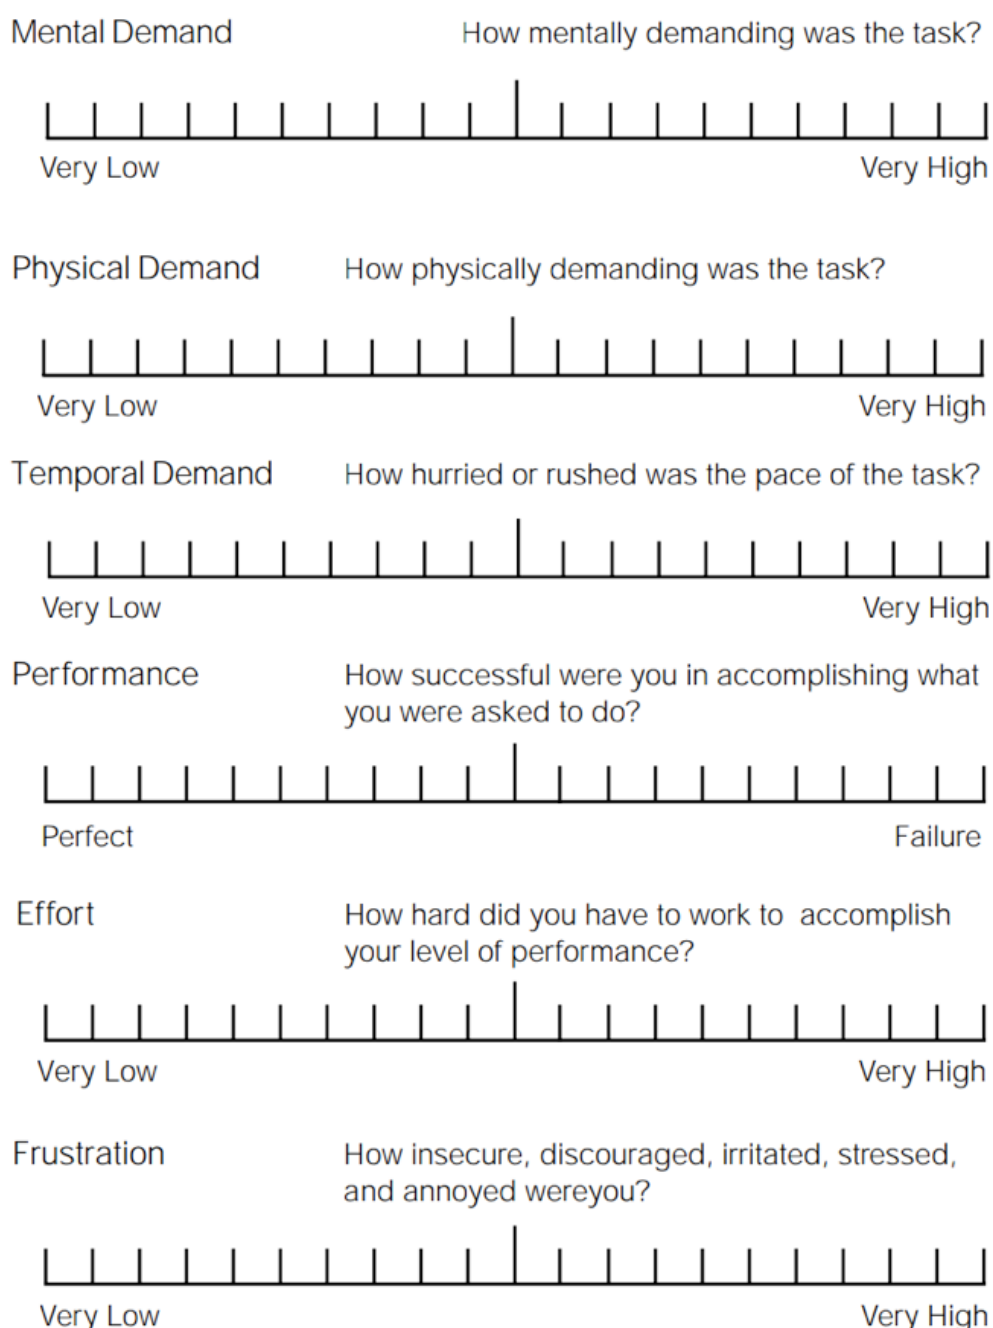 Mental Demand How mentally demanding was the task?
Very Low Very High
Physical Demand How physically demanding was the task?
Very Low Very High
Temporal Demand How hurried or rushed was the pace of the task?
Very Low Very High
Performance How successful were you in accomplishing what
you were asked to do?
Perfect Failure
Effort How hard did you have to work to accomplish
your level of performance?
Very Low Very High
Frustration How insecure, discouraged, irritated, stressed,
and annoyed wereyou?
Very Low Very High